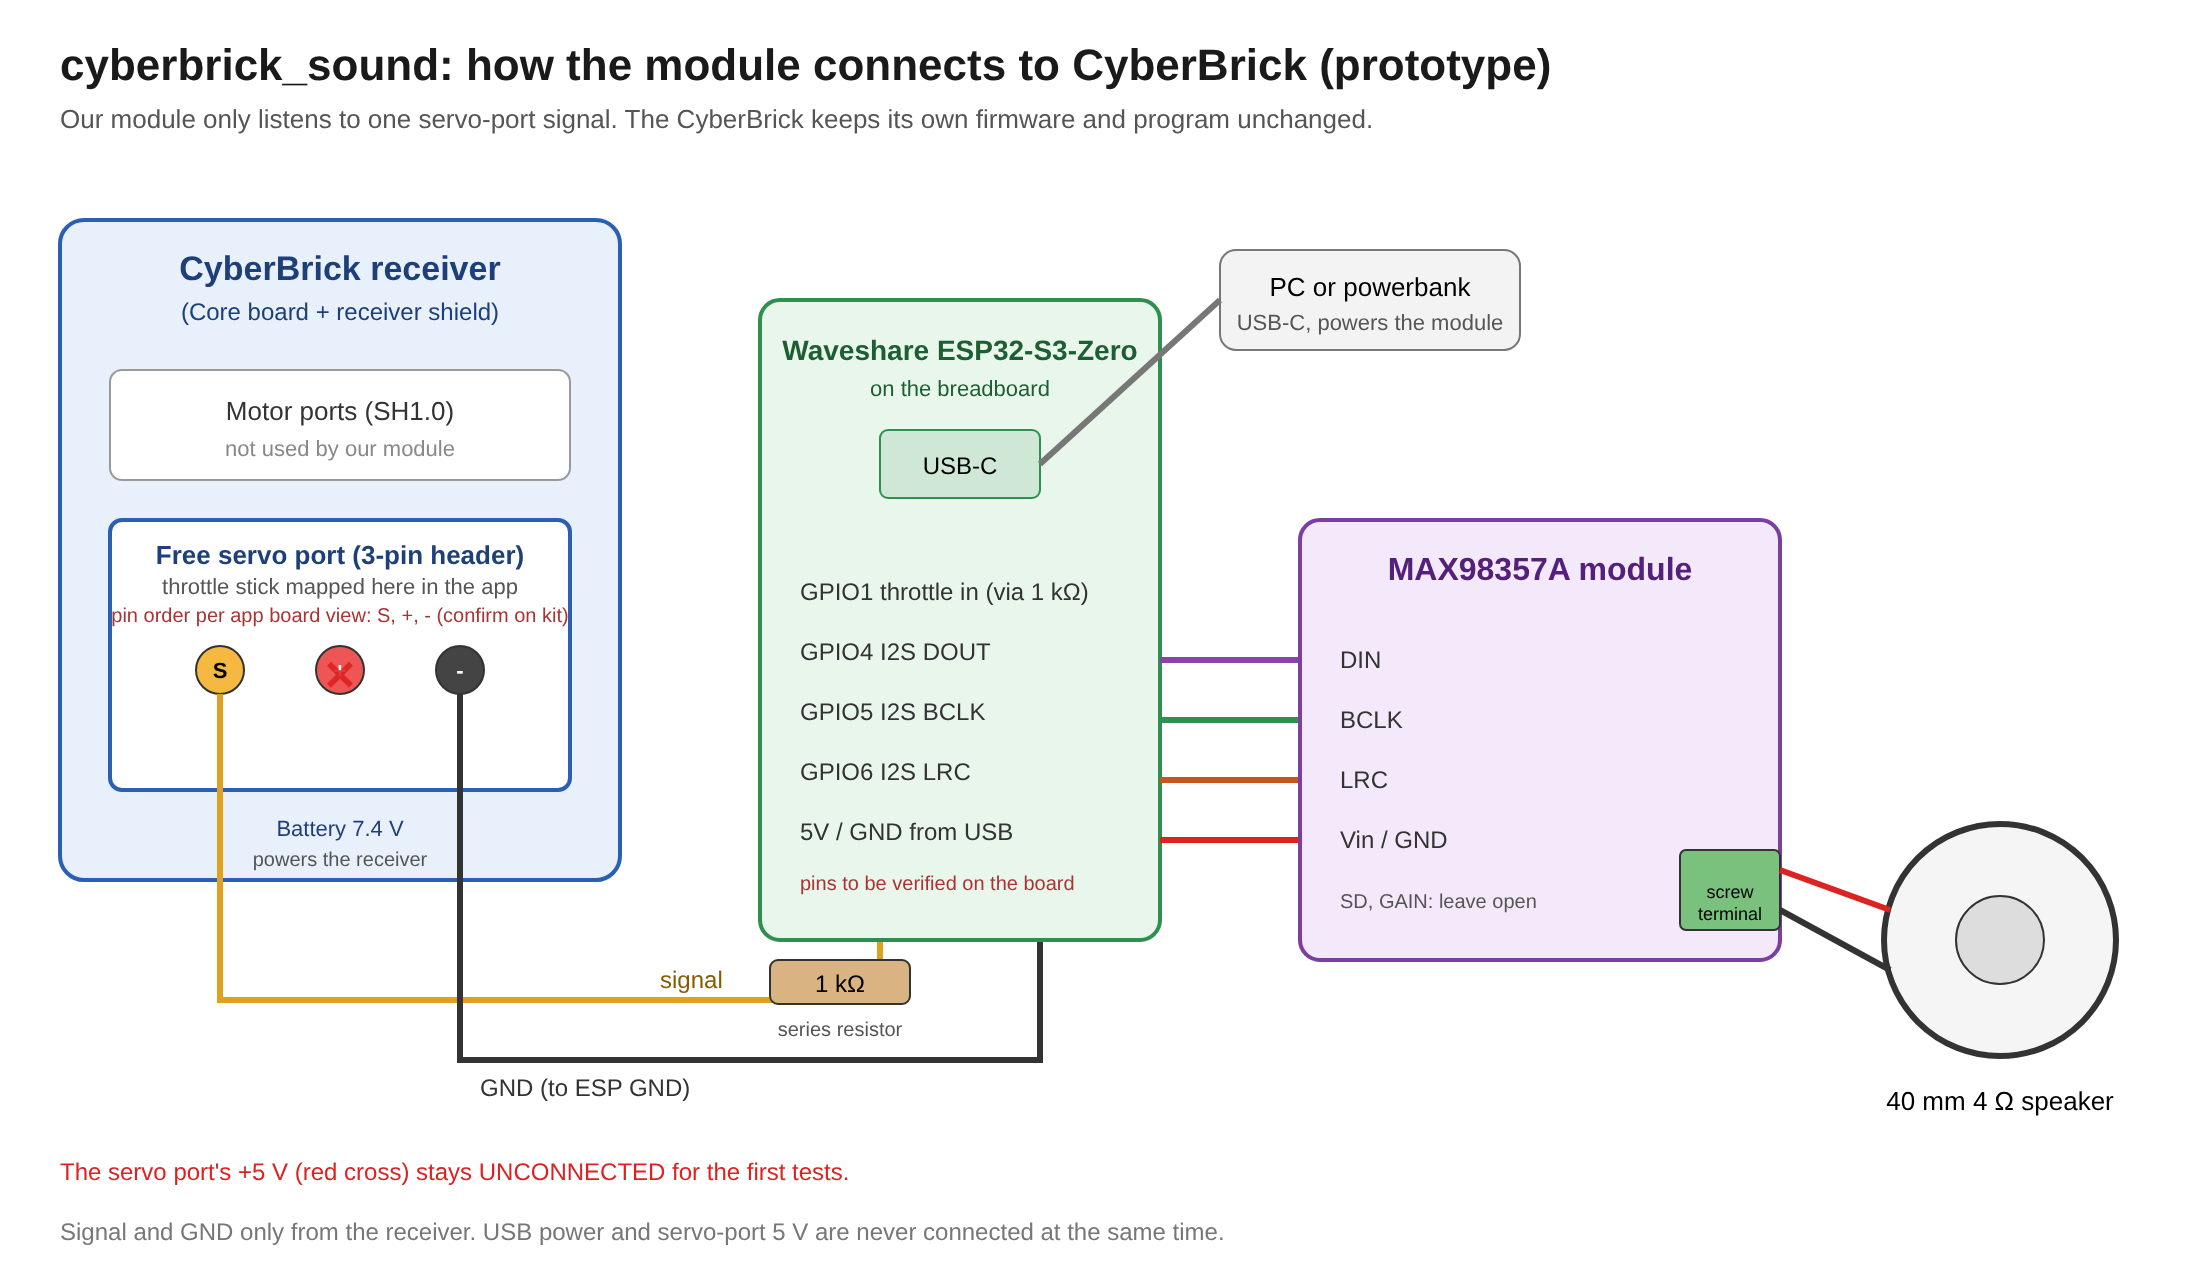 cyberbrick_sound: how the module connects to CyberBrick (prototype)
Our module only listens to one servo-port signal. The CyberBrick keeps its own firmware and program unchanged.
CyberBrick receiver
(Core board + receiver shield)
Motor ports (SH1.0)
not used by our module
Free servo port (3-pin header)
throttle stick mapped here in the app
pin order per app board view: S, +, - (confirm on kit)
S
-
Battery 7.4 V
powers the receiver
Waveshare ESP32-S3-Zero
on the breadboard
USB-C
GPIO1 throttle in (via 1 kΩ)
GPIO4 I2S DOUT
GPIO5 I2S BCLK
GPIO6 I2S LRC
5V / GND from USB
pins to be verified on the board
PC or powerbank
USB-C, powers the module
MAX98357A module
DIN
BCLK
LRC
Vin / GND
SD, GAIN: leave open
screw
terminal
signal
1 kΩ
series resistor
GND (to ESP GND)
40 mm 4 Ω speaker
The servo port's +5 V (red cross) stays UNCONNECTED for the first tests.
Signal and GND only from the receiver. USB power and servo-port 5 V are never connected at the same time.